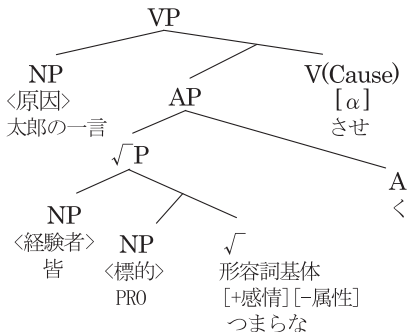 VP
NP
V(Cause)
<原因>
[α]
太郎の一言
させ
AP
√P
A
く
NP
NP
√
<経験者>
<標的>
形容詞基体
皆
PRO
[+感情][−属性]
つまらな